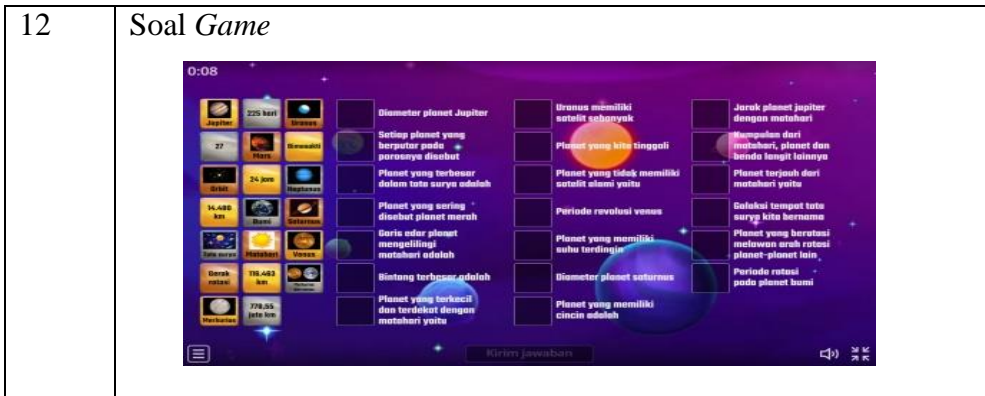 12
Soal Game
0:08
Jupiter
225 hari
Uranus
27
Mars
Bimasakti
Orbit
24 jam
Neptunus
14.480
km
Bumi
Saturnus
Tata surya
Matahari
Venus
Gerak
rotasi
116.463
km
Merkurius
778,55
juta km
Diameter planet Jupiter
Setiap planet yang
berputar pada
porosnya disebut
Planet yang terbesar
dalam tata surya adalah
Planet yang sering
disebut planet merah
Garis edar planet
mengelilingi
matahari adalah
Bintang terbesar adalah
Planet yang terkecil
dan terdekat dengan
matahari yaitu
Uranus memiliki
satelit sebanyak
Planet yang kita tinggali
Planet yang tidak memiliki
satelit alami yaitu
Periode revolusi venus
Planet yang memiliki
suhu terdingin
Diameter planet saturnus
Planet yang memiliki
cincin adalah
Jarak planet jupiter
dengan matahari
Kumpulan dari
matahari, planet dan
benda langit lainnya
Planet terjauh dari
matahari yaitu
Galaksi tempat tata
surya kita bernama
Planet yang berotasi
melawan arah rotasi
planet-planet lain
Periode rotasi
pada planet bumi
Kirim jawaban